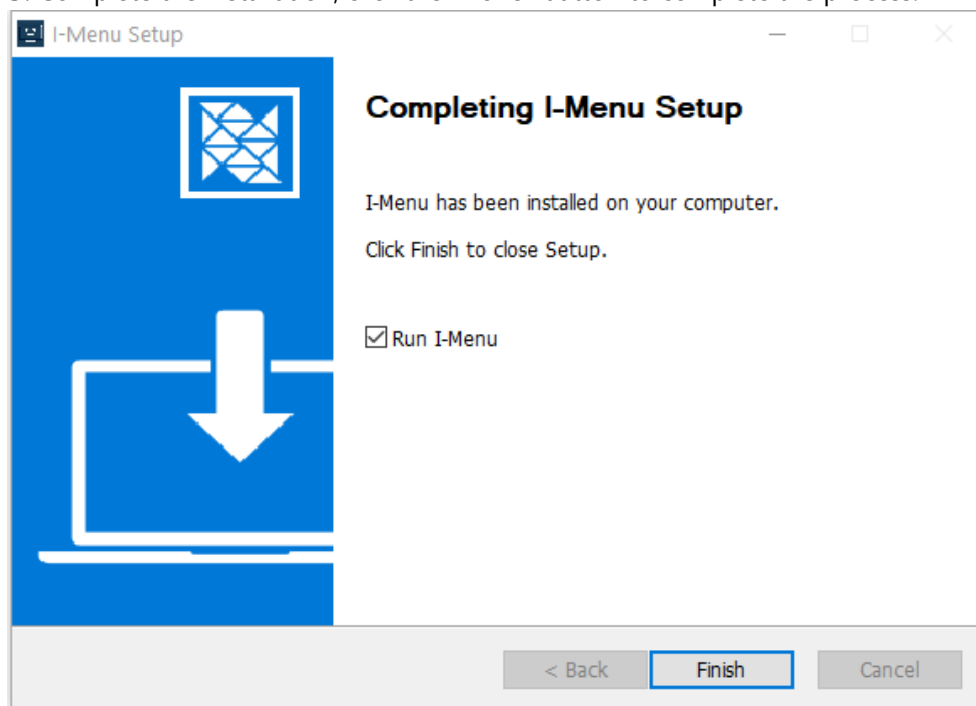 I-Menu Setup
Completing I-Menu Setup
I-Menu has been installed on your computer.
Click Finish to close Setup.
Run I-Menu
< Back
Finish
Cancel